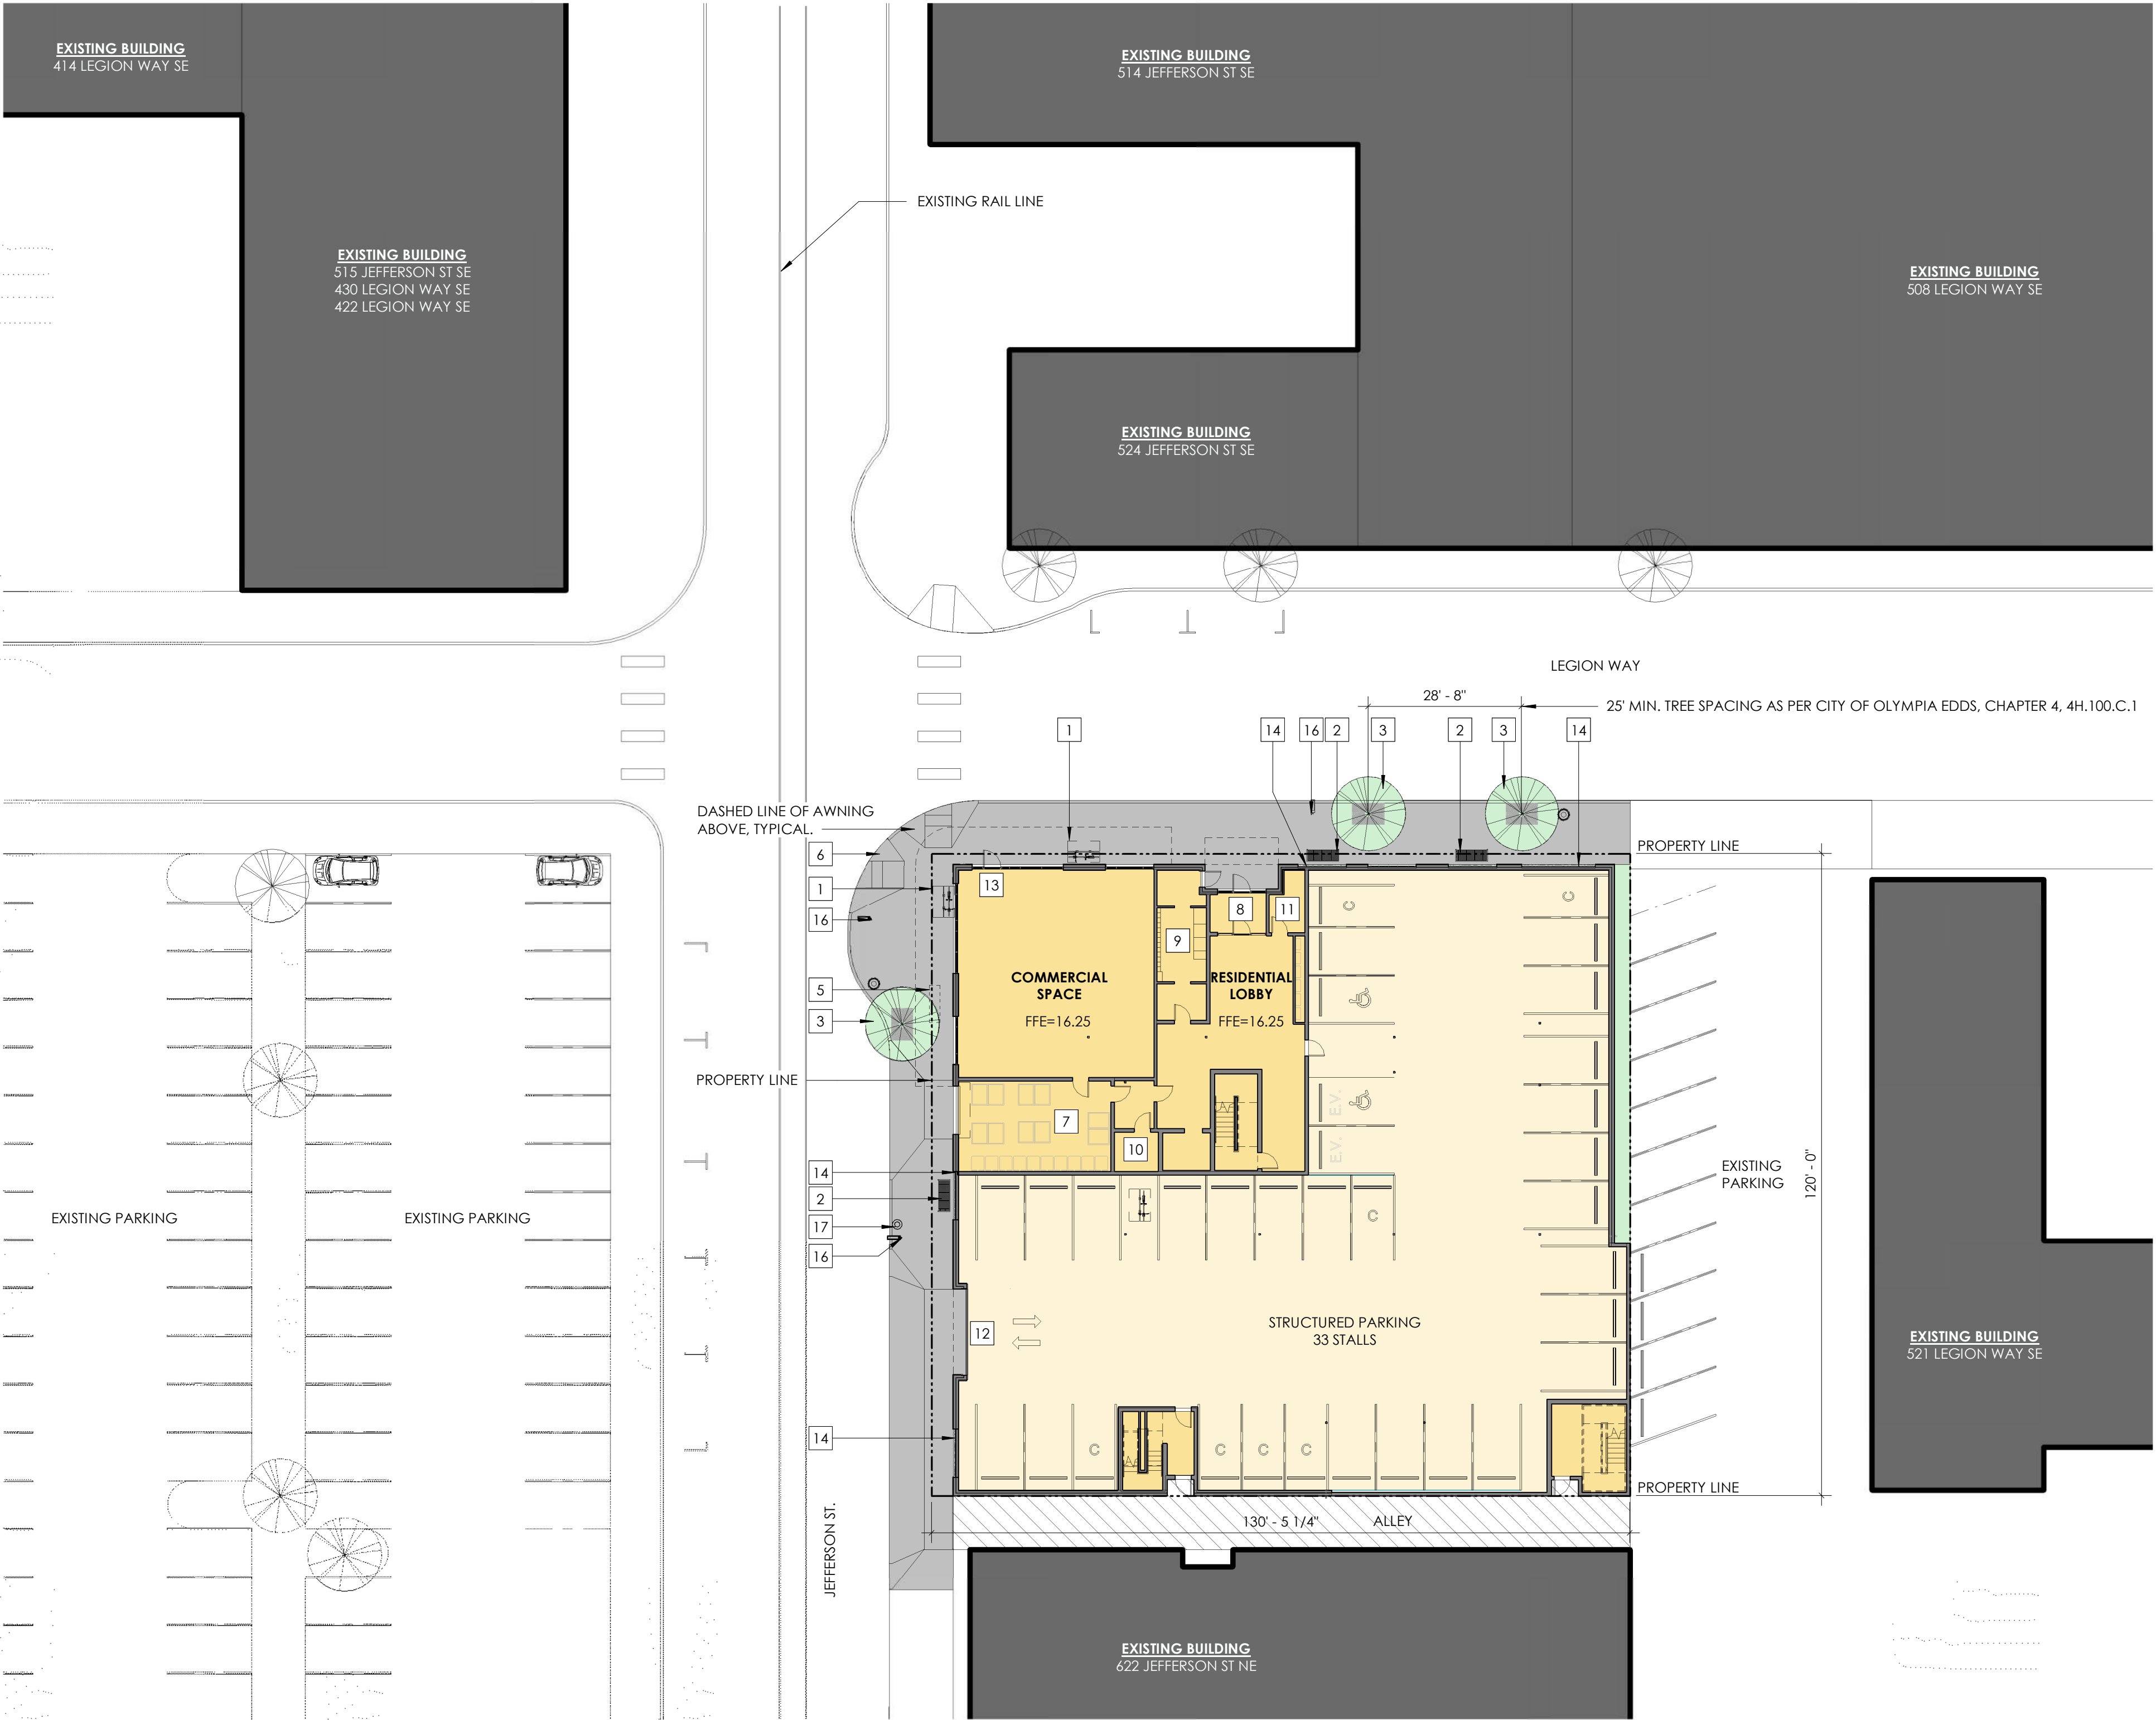 EXISTING BUILDING
414 LEGION WAY SE
EXISTING BUILDING
514 JEFFERSON ST SE
EXISTING RAIL LINE
EXISTING BUILDING
515 JEFFERSON ST SE
430 LEGION WAY SE
422 LEGION WAY SE
EXISTING BUILDING
508 LEGION WAY SE
EXISTING BUILDING
524 JEFFERSON ST SE
LEGION WAY
28' - 8"
25' MIN. TREE SPACING AS PER CITY OF OLYMPIA EDDS, CHAPTER 4, 4H.100.C.1
1
14
16
2
3
2
3
14
DASHED LINE OF AWNING
ABOVE, TYPICAL.
PROPERTY LINE
6
1
16
5
3
PROPERTY LINE
13
8
11
9
COMMERCIAL
SPACE
FFE=16.25
RESIDENTIAL
LOBBY
FFE=16.25
C
C
E.V.
E.V.
7
10
14
2
17
16
C
EXISTING PARKING
EXISTING PARKING
EXISTING
PARKING
120' - 0"
12
STRUCTURED PARKING
33 STALLS
EXISTING BUILDING
521 LEGION WAY SE
14
C
C
C
C
PROPERTY LINE
JEFFERSON ST.
130' - 5 1/4"
ALLEY
EXISTING BUILDING
622 JEFFERSON ST NE